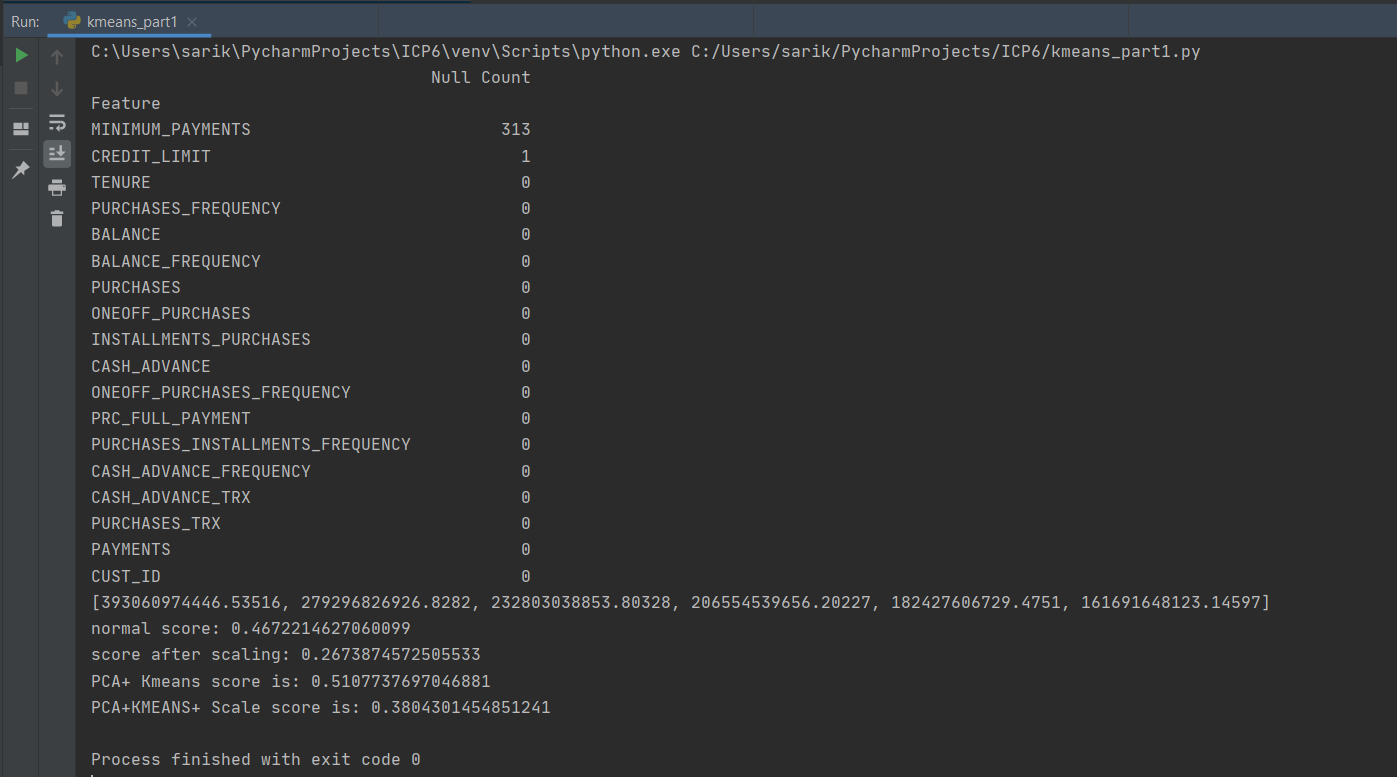 Run: kmeans_part1
C:\Users\sarik\PycharmProjects\ICP6\venv\Scripts\python.exe C:/Users/sarik/PycharmProjects/ICP6/kmeans_part1.py
Null Count
Feature
MINIMUM_PAYMENTS 313
CREDIT_LIMIT 1
TENURE 0
PURCHASES_FREQUENCY 0
BALANCE 0
BALANCE_FREQUENCY 0
PURCHASES 0
ONEOFF_PURCHASES 0
INSTALLMENTS_PURCHASES 0
CASH_ADVANCE 0
ONEOFF_PURCHASES_FREQUENCY 0
PRC_FULL_PAYMENT 0
PURCHASES_INSTALLMENTS_FREQUENCY 0
CASH_ADVANCE_FREQUENCY 0
CASH_ADVANCE_TRX 0
PURCHASES_TRX 0
PAYMENTS 0
CUST_ID 0
[393060974446.53516, 279296826926.8282, 232803038853.80328, 206554539656.20227, 182427606729.4751, 161691648123.14597]
normal score: 0.4672214627060099
score after scaling: 0.2673874572505533
PCA+ Kmeans score is: 0.5107737697046881
PCA+KMEANS+ Scale score is: 0.3804301454851241
Process finished with exit code 0